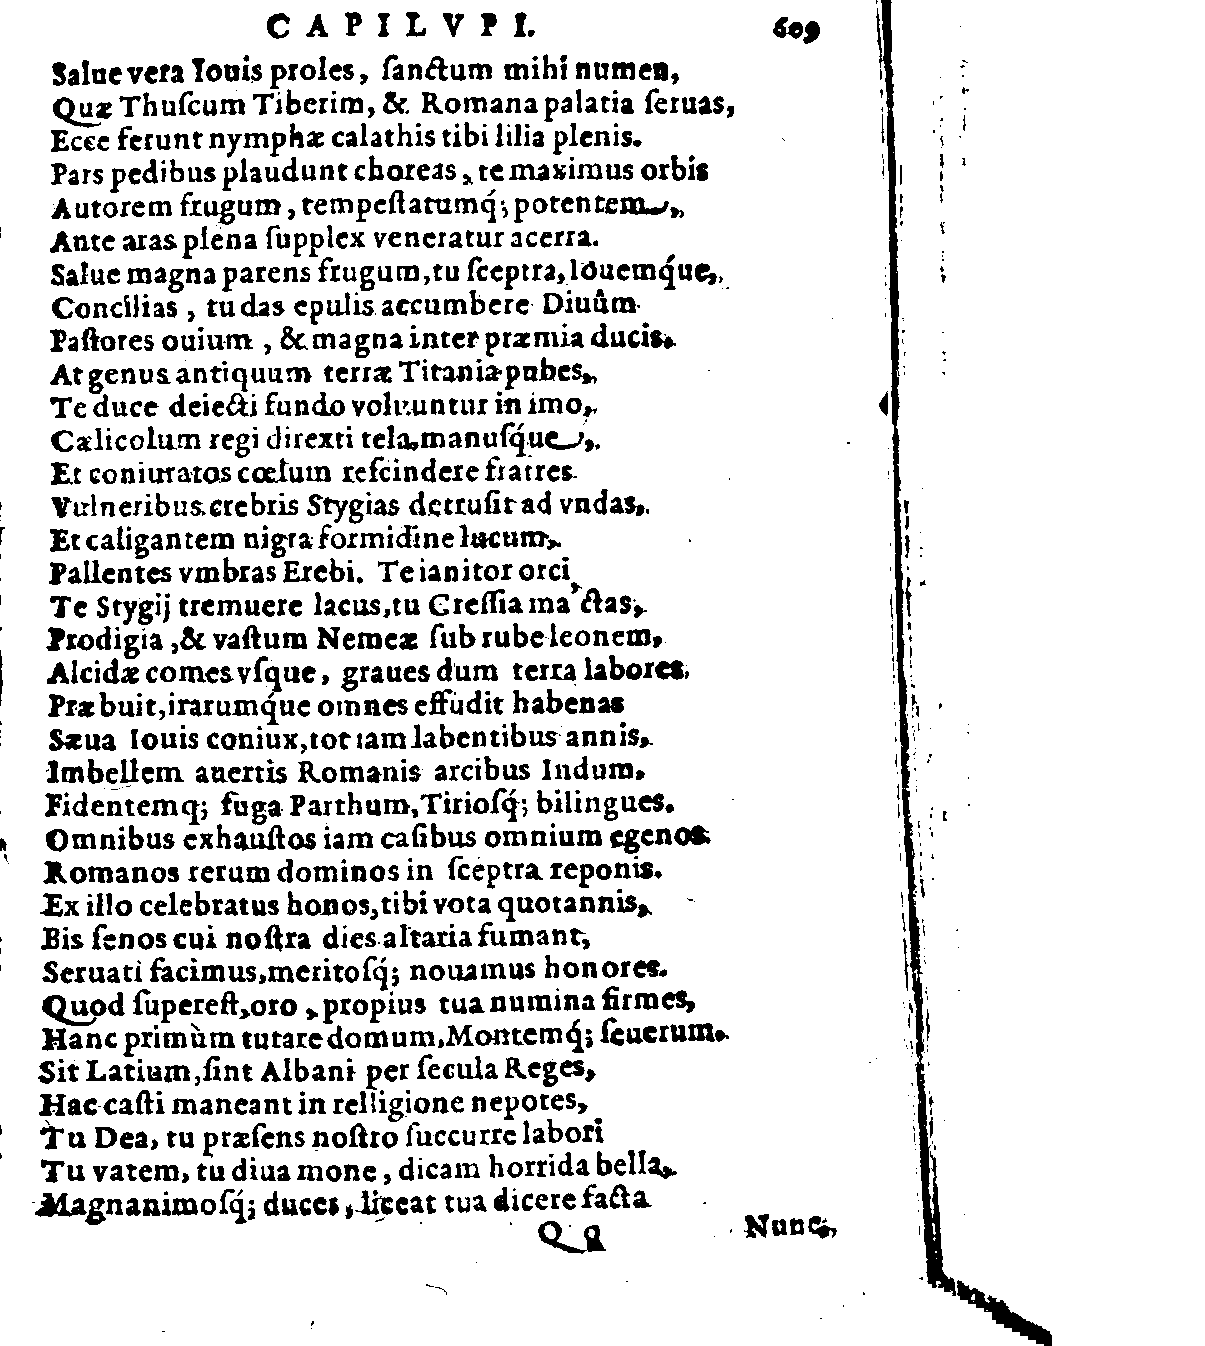 CAPILVPI. 609
Salue vera Iouis proles, ſanctum mihi numen,
Quæ Thuſcum Tiberim, & Romana palatia ſeruas,
Ecce ferunt nymphæ calathis tibi lilia plenis.
Pars pedibus plaudunt choreas, te maximus orbis
Autorem frugum, tempeſtatumq́; potentem,
Ante aras plena ſupplex veneratur acerra.
Salue magna parens frugum, tu ſceptra, Iouemq́ue,
Concilias, tu das epulis accumbere Diuûm
Paſtores ouium, & magna inter præmia ducis.
At genus antiquum terræ Titania pubes,
Te duce deiecti fundo voluuntur in imo,
Cælicolum regi direxti tela, manuſq́ue,
Et coniuratos cœlum reſcindere fratres
Vulneribus crebris Stygias detruſit ad vndas,
Et caligantem nigra formidine lucum,
Pallentes vmbras Erebi. Te ianitor orci,
Te Stygij tremuere lacus, tu Creſſia mactas,
Prodigia, & vaſtum Nemeæ ſub rube leonem,
Alcidæ comes vſque, graues dum terra labores,
Præbuit, irarumq́ue omnes effudit habenas
Sæua Iouis coniux, tot iam labentibus annis,
Imbellem auertis Romanis arcibus Indum,
Fidentemq; fuga Parthum, Tirioſq́; bilingues.
Omnibus exhauſtos iam caſibus omnium egenos
Romanos rerum dominos in ſceptra reponis.
Ex illo celebratus honos, tibi vota quotannis,
Bis ſenos cui noſtra dies altaria fumant,
Seruati facimus, meritoſq́; nouamus honores.
Quod ſupereſt, oro, propius tua numina firmes,
Hanc primùm tutare domum, Montemq́; ſeuerum.
Sit Latium, ſint Albani per ſecula Reges,
Hac caſti maneant in relligione nepotes,
Tu Dea, tu præſens noſtro ſuccurre labori
Tu vatem, tu diua mone, dicam horrida bella,
Magnanimoſq́; duces, liceat tua dicere facta
Qq Nunc,